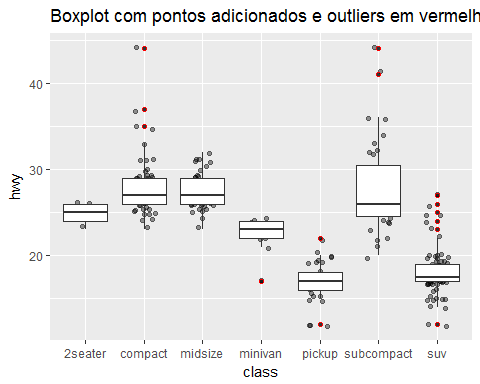 Boxplot com pontos adicionados e outliers em vermelh
40
30
20
hwy
2seater compact midsize minivan pickup subcompact suv
class